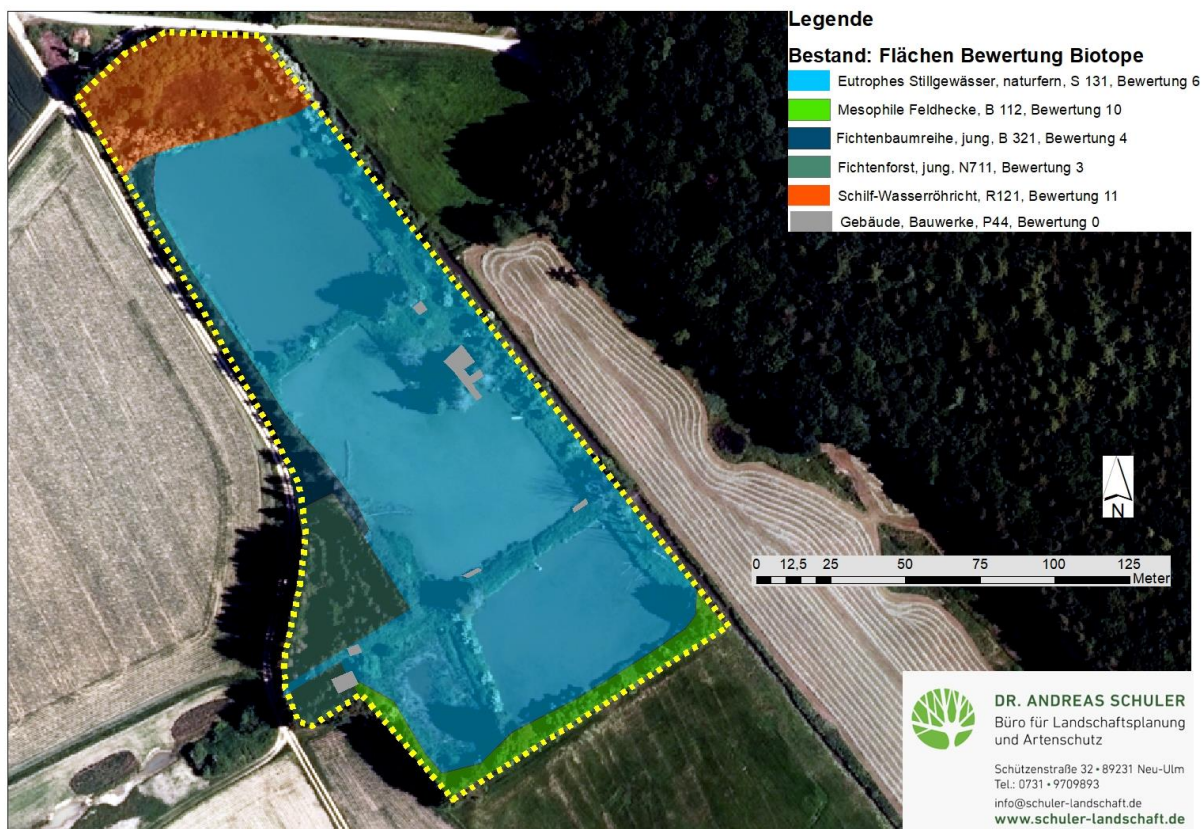 Legende
Bestand: Flächen Bewertung Biotope
Eutrophes Stillgewässer, naturfern, S 131, Bewertung 6
Mesophile Feldhecke, B 112, Bewertung 10
Fichtenbaumreihe, jung, B 321, Bewertung 4
Fichtenforst, jung, N711, Bewertung 3
Schilf-Wasserröhricht, R121, Bewertung 11
Gebäude, Bauwerke, P44, Bewertung 0
N
0 12,5 25 50 75 100 125
Meter
DR. ANDREAS SCHULER
Büro für Landschaftsplanung
und Artenschutz
Schützenstraße 32 • 89231 Neu-Ulm
Tel.: 0731 • 9709893
info@schuler-landschaft.de
www.schuler-landschaft.de